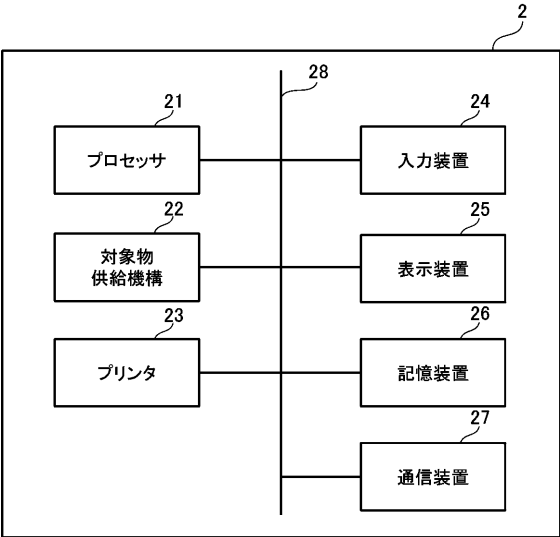 2
28
21
プロセッサ
24
入力装置
22
対象物
供給機構
25
表示装置
23
プリンタ
26
記憶装置
27
通信装置